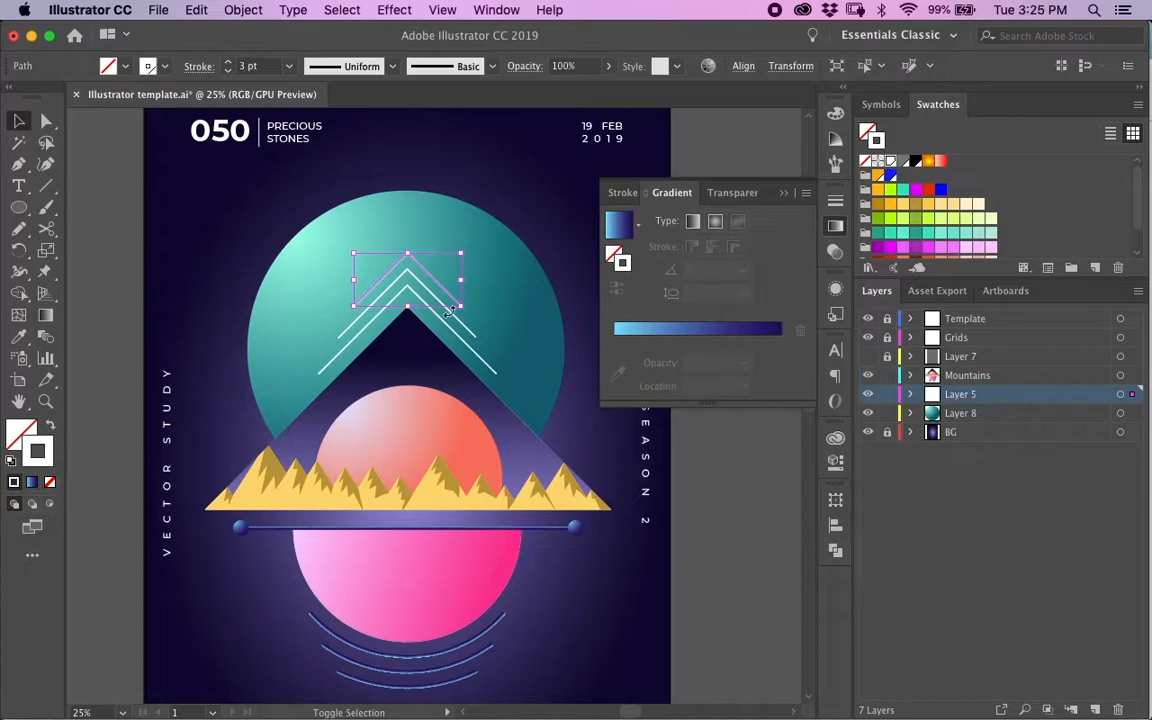 Illustrator CC File Edit Object Type Select Effect View Window Help 99% Tue 3:25 PM
Adobe Illustrator CC 2019 Essentials Classic Search Adobe Stock
Path Stroke: 3 pt Uniform Basic Opacity: 100% Style: Align Transform
Illustrator template.ai* @ 25% (RGB/GPU Preview)
Symbols Swatches
050 PRECIOUS STONES
19 FEB
2 0 1 9
Stroke Gradient Transparer
Type:
Stroke:
Opacity:
Location:
Layers Asset Export Artboards
Template
Grids
Layer 7
Mountains
Layer 5
Layer 8
BG
VECTOR STUDY
SEASON 2
25% 1 Toggle Selection 7 Layers